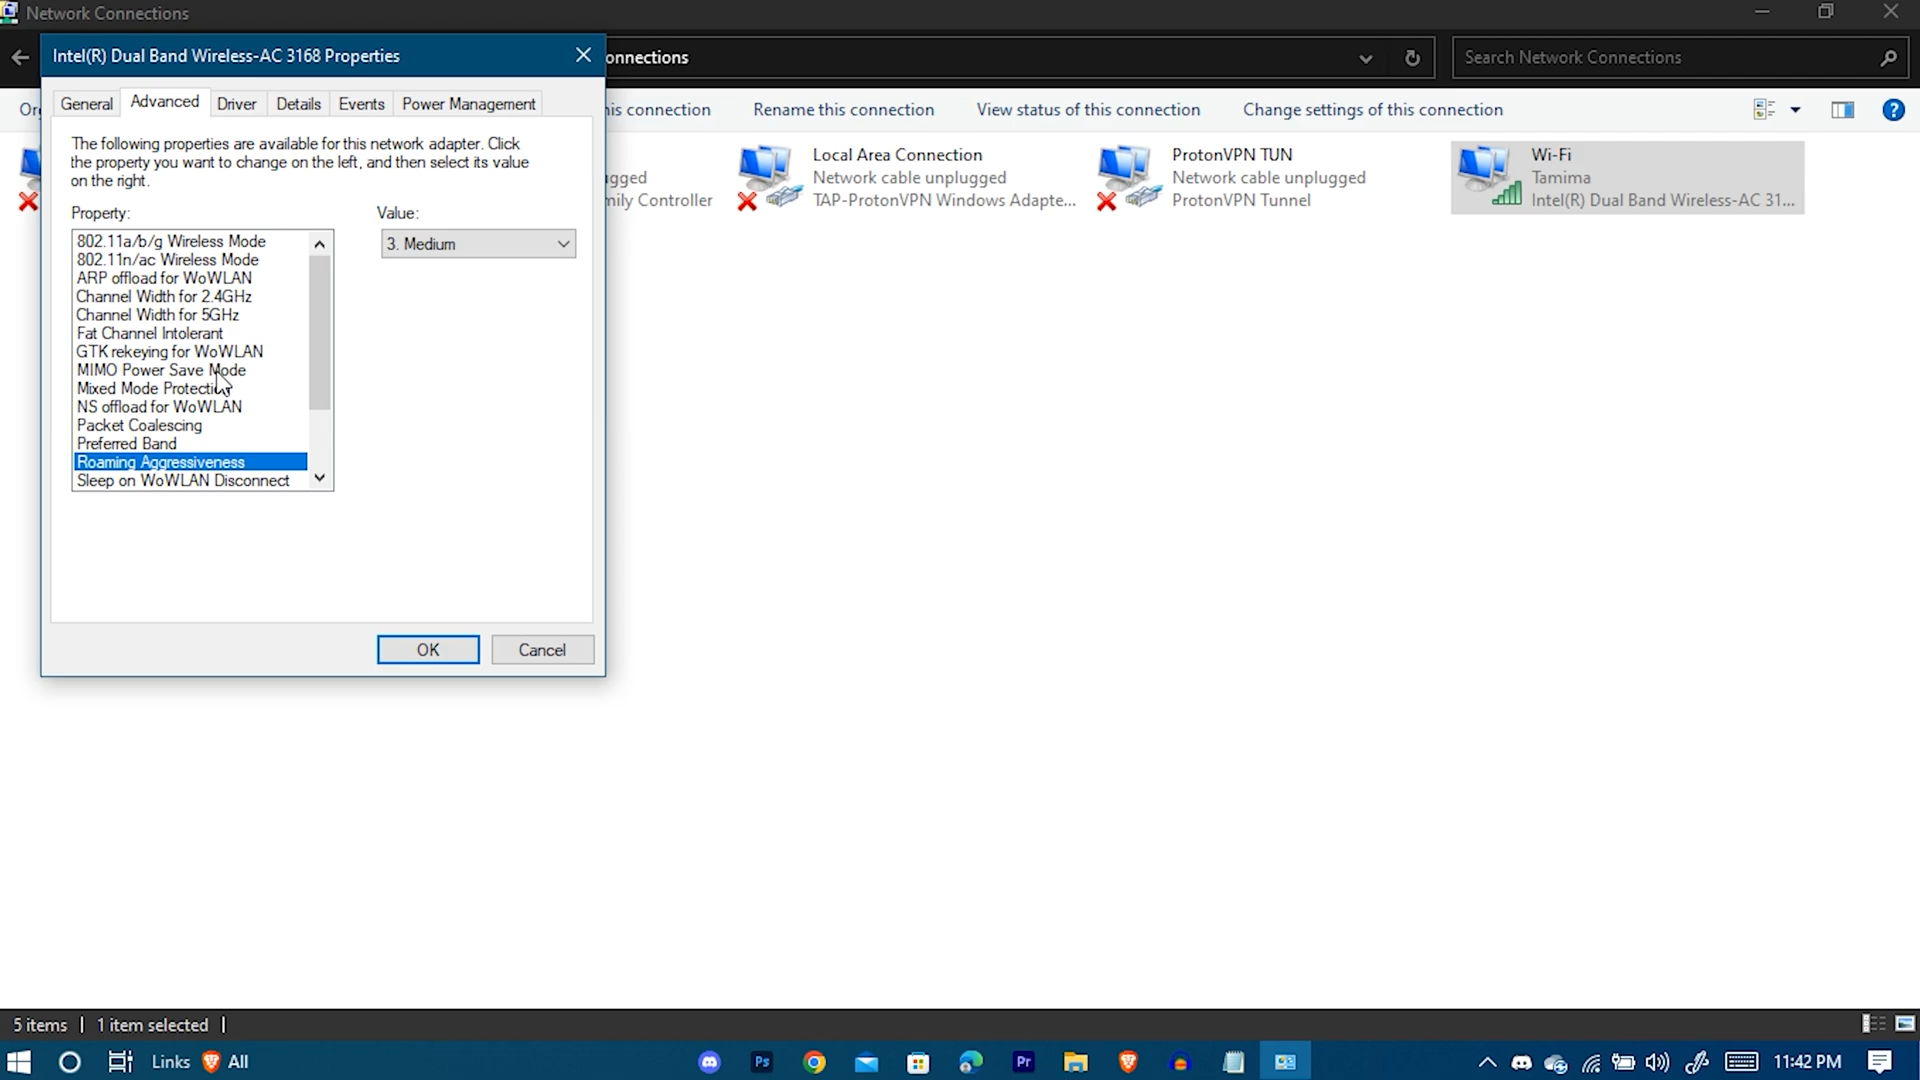 Network Connections
Intel(R) Dual Band Wireless-AC 3168 Properties
onnections
Search Network Connections
General
Advanced
Driver
Details
Events
Power Management
Org
his connection
Rename this connection
View status of this connection
Change settings of this connection
The following properties are available for this network adapter. Click
the property you want to change on the left, and then select its value
on the right.
Property:
Value:
802.11a/b/g Wireless Mode
802.11n/ac Wireless Mode
ARP offload for WoWLAN
Channel Width for 2.4GHz
Channel Width for 5GHz
Fat Channel Intolerant
GTK rekeying for WoWLAN
MIMO Power Save Mode
Mixed Mode Protection
NS offload for WoWLAN
Packet Coalescing
Preferred Band
Roaming Aggressiveness
Sleep on WoWLAN Disconnect
3. Medium
OK
Cancel
gged
mily Controller
Local Area Connection
Network cable unplugged
TAP-ProtonVPN Windows Adapte...
ProtonVPN TUN
Network cable unplugged
ProtonVPN Tunnel
Wi-Fi
Tamima
Intel(R) Dual Band Wireless-AC 31...
5 items
1 item selected
Links
All
Ps
Pr
11:42 PM